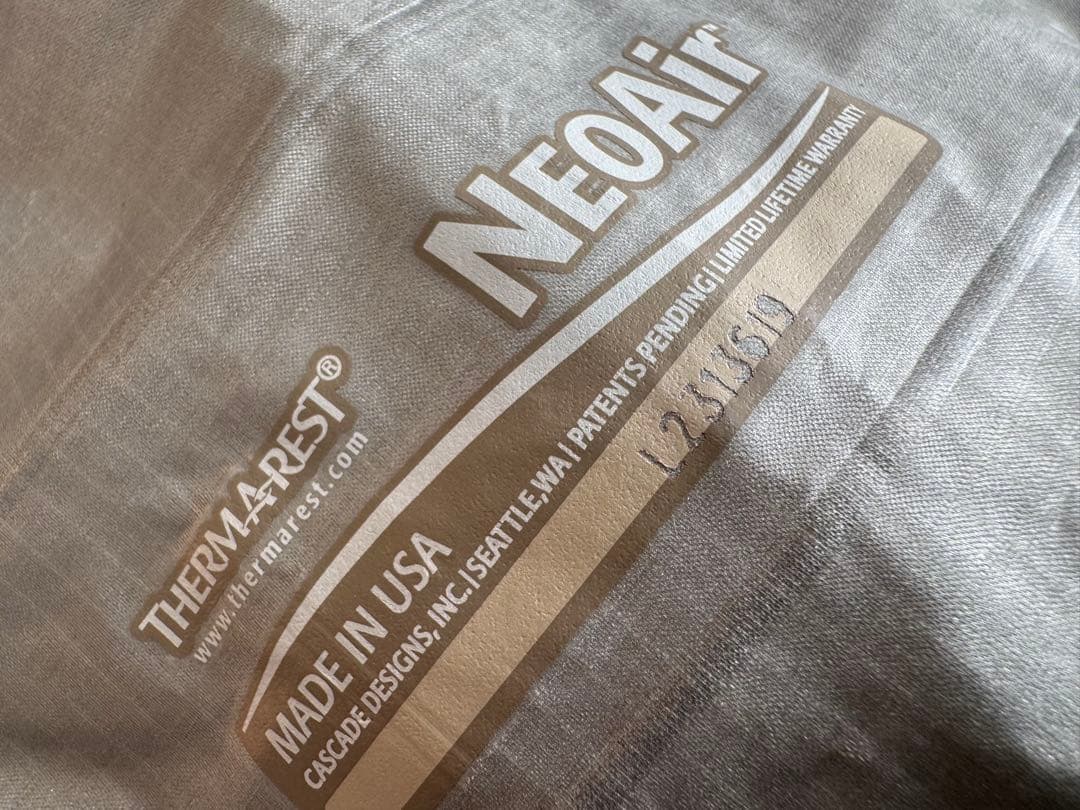 NEOAir™
THERM-A-REST®
www.thermarest.com
MADE IN USA
CASCADE DESIGNS, INC.|SEATTLE,WA| PATENTS PENDING| LIMITED LIFETIME WARRANTY
L2313619